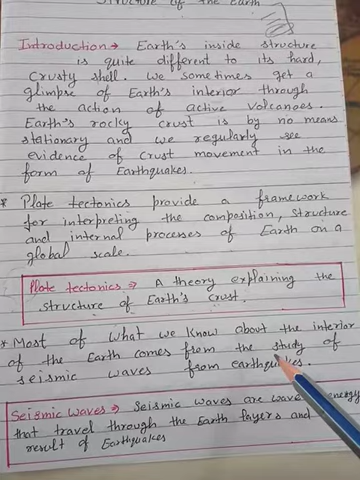 Structure of the Earth
Introduction → Earth's inside structure
is quite different to its hard,
crusty shell. We sometimes get a
glimpse of Earth's interior through
the action of active volcanoes.
Earth's rocky crust is by no means
stationary and we regularly see
evidence of crust movement in the
form of Earthquakes.
* Plate tectonics provide a framework
for interpreting the composition, structure
and internal processes of Earth on a
global scale.
Plate tectonics → A theory explaining the
structure of Earth's crust.
* Most of what we know about the interior
of the Earth comes from the study of
seismic waves from earthquakes.
Seismic waves → Seismic waves are wave energy
that travel through the Earth layers and
result of Earthquakes